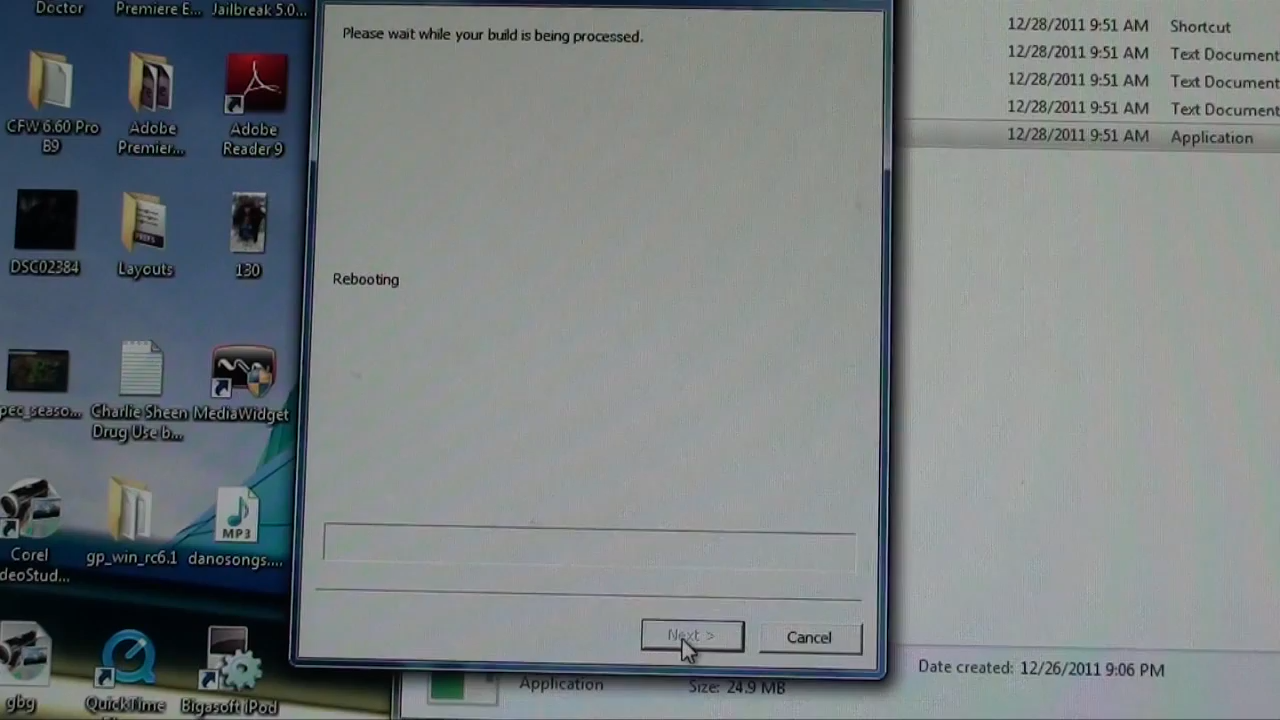 Doctor
Premiere E...
Jailbreak 5.0...
CFW 6.60 Pro
B9
Adobe
Premier...
Adobe
Reader 9
DSC02384
Layouts
130
pec_seaso...
Charlie Sheen
Drug Use b...
MediaWidget
Corel
deoStud...
gp_win_rc6.1
MP3
danosongs....
gbg
QuickTime
Bigasoft iPod
Please wait while your build is being processed.
Rebooting
Next >
Cancel
12/28/2011 9:51 AM Shortcut
12/28/2011 9:51 AM Text Document
12/28/2011 9:51 AM Text Document
12/28/2011 9:51 AM Text Document
12/28/2011 9:51 AM Application
Application
Size: 24.9 MB
Date created: 12/26/2011 9:06 PM